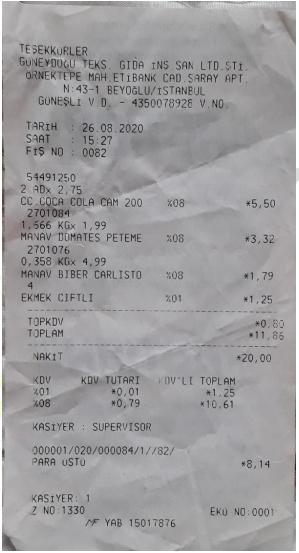 TEŞEKKÜRLER
GÜNEYDOĞU TEKS. GIDA İNŞ SAN LTD.ŞTİ.
ÖRNEKTEPE MAH.ETİBANK CAD.SARAY APT.
N:43-1 BEYOĞLU/İSTANBUL
GÜNEŞLİ V.D. - 4350078928 V.NO.
TARİH : 26.08.2020
SAAT : 15:27
FİŞ NO : 0082
54491250
2 ADx 2,75
CC.COCA COLA CAM 200 %08 *5,50
2701084
1,566 KGx 1,99
MANAV DOMATES PETEME %08 *3,32
2701076
0,358 KGx 4,99
MANAV BİBER CARLISTO %08 *1,79
4
EKMEK CİFTLİ %01 *1,25
TOPKDV *0,80
TOPLAM *11,86
NAKİT *20,00
KDV KDV TUTARI KDV'Lİ TOPLAM
%01 *0,01 *1.25
%08 *0,79 *10.61
KASİYER : SUPERVISOR
000001/020/000084/1//82/
PARA ÜSTÜ *8,14
KASİYER: 1
Z NO:1330 EKÜ NO:0001
MF YAB 15017876